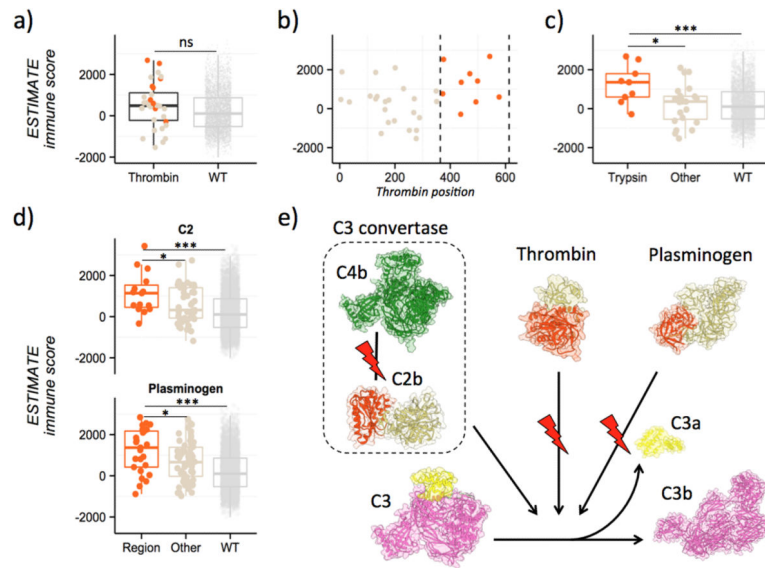 a)
ESTIMATE
immune score
2000
0
-2000
ns
Thrombin WT
b)
2000
0
-2000
0 200 400 600
Thrombin position
c)
2000
0
-2000
***
*
Trypsin Other WT
d)
ESTIMATE
immune score
C2
2000
0
-2000
***
*
Plasminogen
2000
0
-2000
***
*
Region Other WT
e)
C3 convertase
C4b
C2b
Thrombin
Plasminogen
C3a
C3
C3b